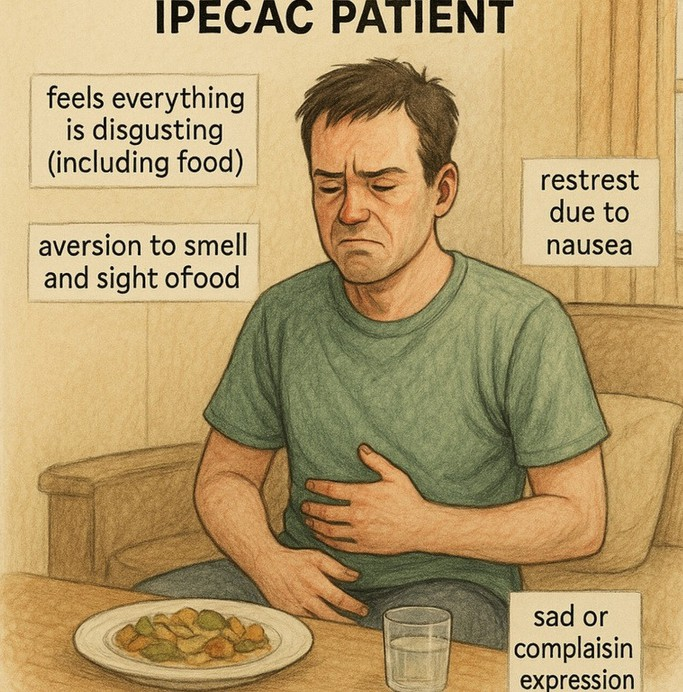 IPECAC PATIENT
feels everything
is disgusting
(including food)
aversion to smell
and sight ofood
restrest
due to
nausea
sad or
complaisin
expression